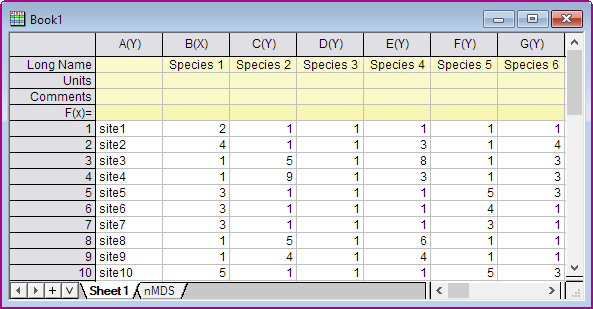 Book1
A(Y) B(X) C(Y) D(Y) E(Y) F(Y) G(Y)
Long Name Species 1 Species 2 Species 3 Species 4 Species 5 Species 6
Units
Comments
F(x)=
1 site1 2 1 1 1 1 1
2 site2 4 1 1 3 1 4
3 site3 1 5 1 8 1 3
4 site4 1 9 1 3 1 3
5 site5 3 1 1 1 5 3
6 site6 3 1 1 1 4 1
7 site7 3 1 1 1 3 1
8 site8 1 5 1 6 1 3
9 site9 1 4 1 4 1 1
10 site10 5 1 1 1 5 3
Sheet1 nMDS